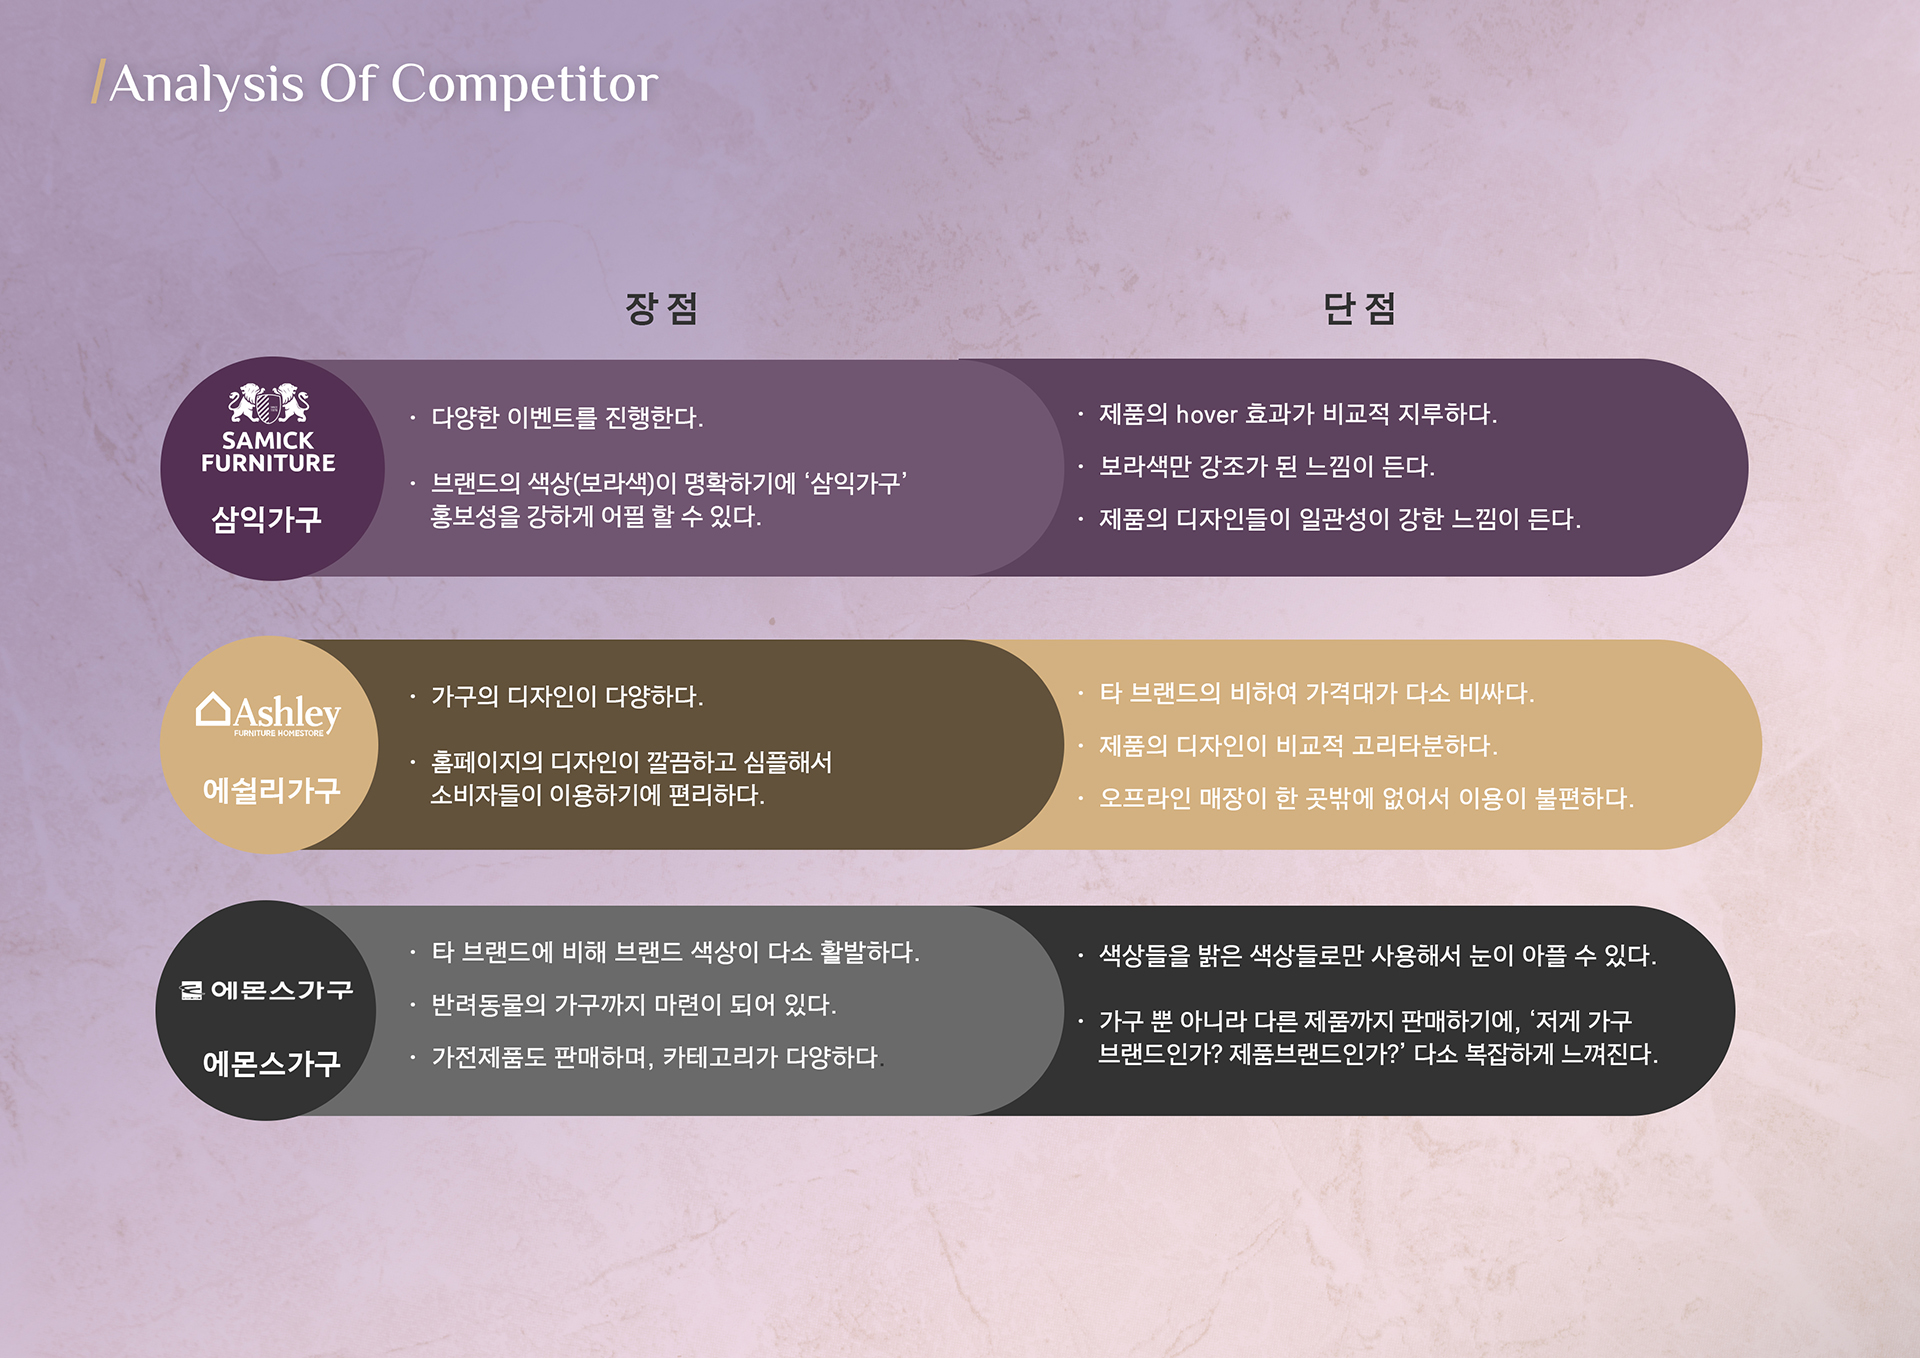 /Analysis Of Competitor
장 점
단 점
SAMICK
FURNITURE
삼익가구
· 다양한 이벤트를 진행한다.
· 브랜드의 색상(보라색)이 명확하기에 ‘삼익가구’
홍보성을 강하게 어필 할 수 있다.
· 제품의 hover 효과가 비교적 지루하다.
· 보라색만 강조가 된 느낌이 든다.
· 제품의 디자인들이 일관성이 강한 느낌이 든다.
Ashley
FURNITURE HOMESTORE
에쉴리가구
· 가구의 디자인이 다양하다.
· 홈페이지의 디자인이 깔끔하고 심플해서
소비자들이 이용하기에 편리하다.
· 타 브랜드의 비하여 가격대가 다소 비싸다.
· 제품의 디자인이 비교적 고리타분하다.
· 오프라인 매장이 한 곳밖에 없어서 이용이 불편하다.
에몬스가구
에몬스가구
· 타 브랜드에 비해 브랜드 색상이 다소 활발하다.
· 반려동물의 가구까지 마련이 되어 있다.
· 가전제품도 판매하며, 카테고리가 다양하다.
· 색상들을 밝은 색상들로만 사용해서 눈이 아플 수 있다.
· 가구 뿐 아니라 다른 제품까지 판매하기에, ‘저게 가구
브랜드인가? 제품브랜드인가?’ 다소 복잡하게 느껴진다.